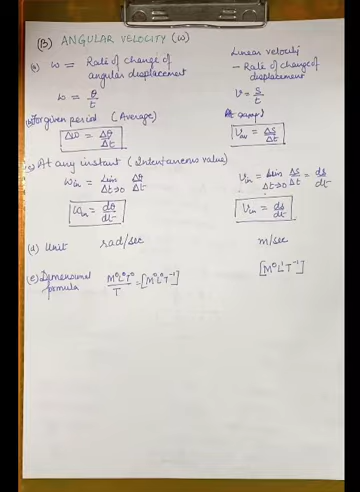 (B) ANGULAR VELOCITY (ω)
Linear velocity
(a) ω = Rate of change of angular displacement
– Rate of change of displacement
ω = θ/t
v = s/t
(b) For given period (Average)
Δω = Δθ/Δt
Vav = Δs/Δt
(c) At any instant (Instantaneous value)
ωin = Lim Δt→0 Δθ/Δt
Vin = Lim Δt→0 Δs/Δt = ds/dt
ωin = dθ/dt
Vin = ds/dt
(d) Unit rad/sec m/sec
(e) Dimensional formula
M⁰L⁰T⁰/T = [M⁰L⁰T⁻¹]
[M⁰L¹T⁻¹]